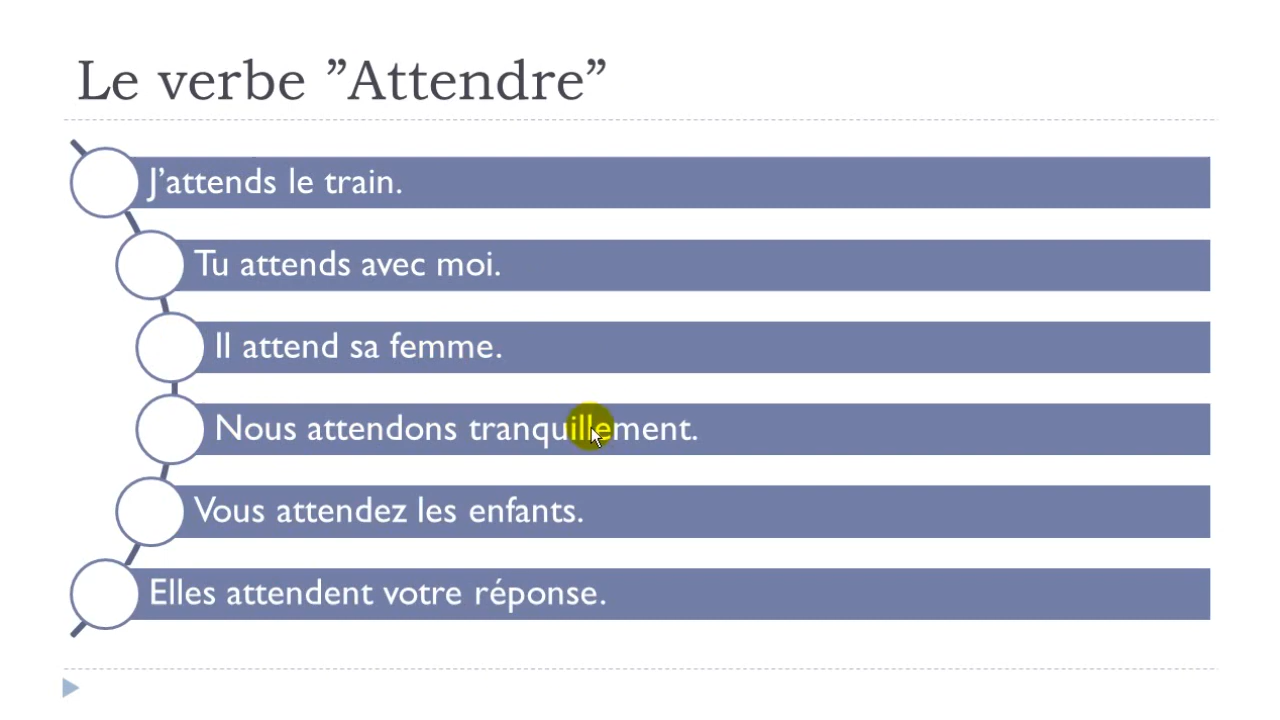 Le verbe ”Attendre”
J’attends le train.
Tu attends avec moi.
Il attend sa femme.
Nous attendons tranquillement.
Vous attendez les enfants.
Elles attendent votre réponse.